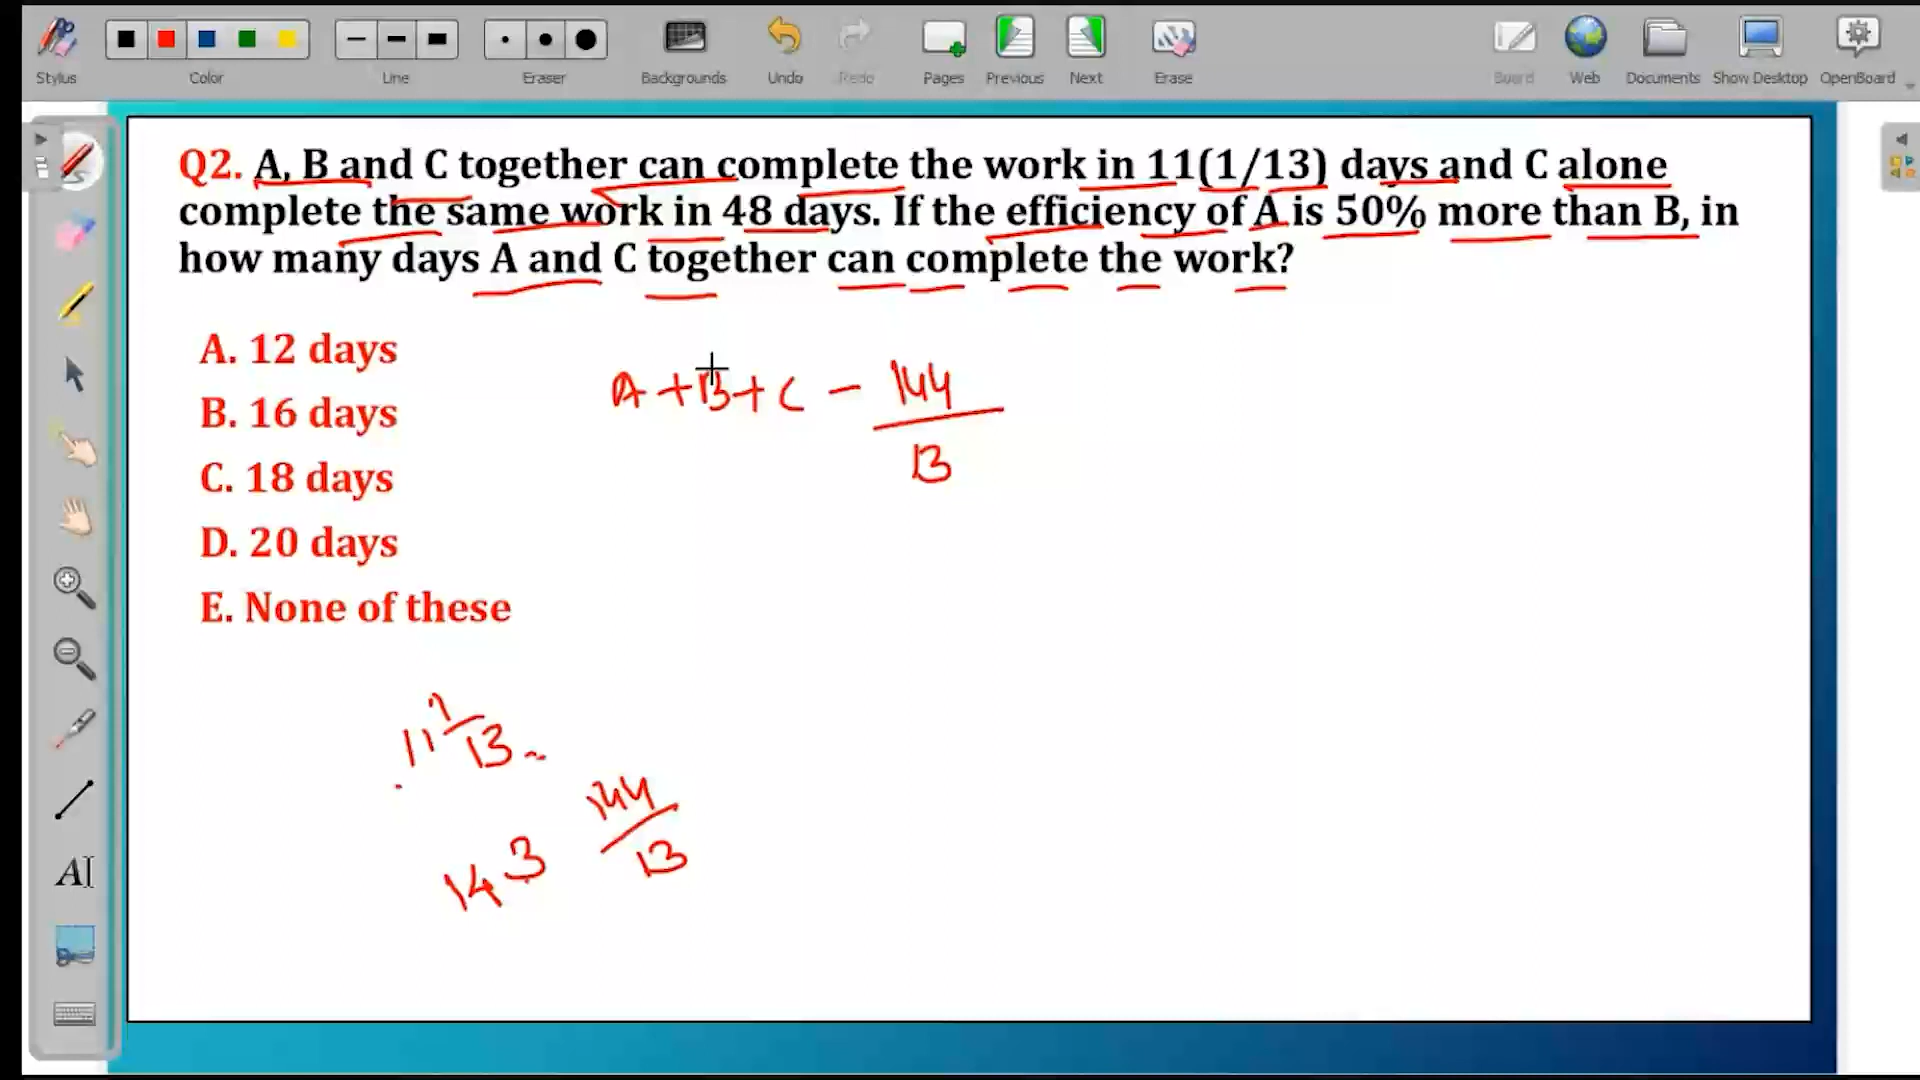 Stylus Color Line Eraser Backgrounds Undo Redo Pages Previous Next Erase Board Web Documents Show Desktop OpenBoard
Q2. A, B and C together can complete the work in 11(1/13) days and C alone
complete the same work in 48 days. If the efficiency of A is 50% more than B, in
how many days A and C together can complete the work?
A. 12 days
B. 16 days
C. 18 days
D. 20 days
E. None of these
A + B + C - 144/13
11 1/13
144/13
143